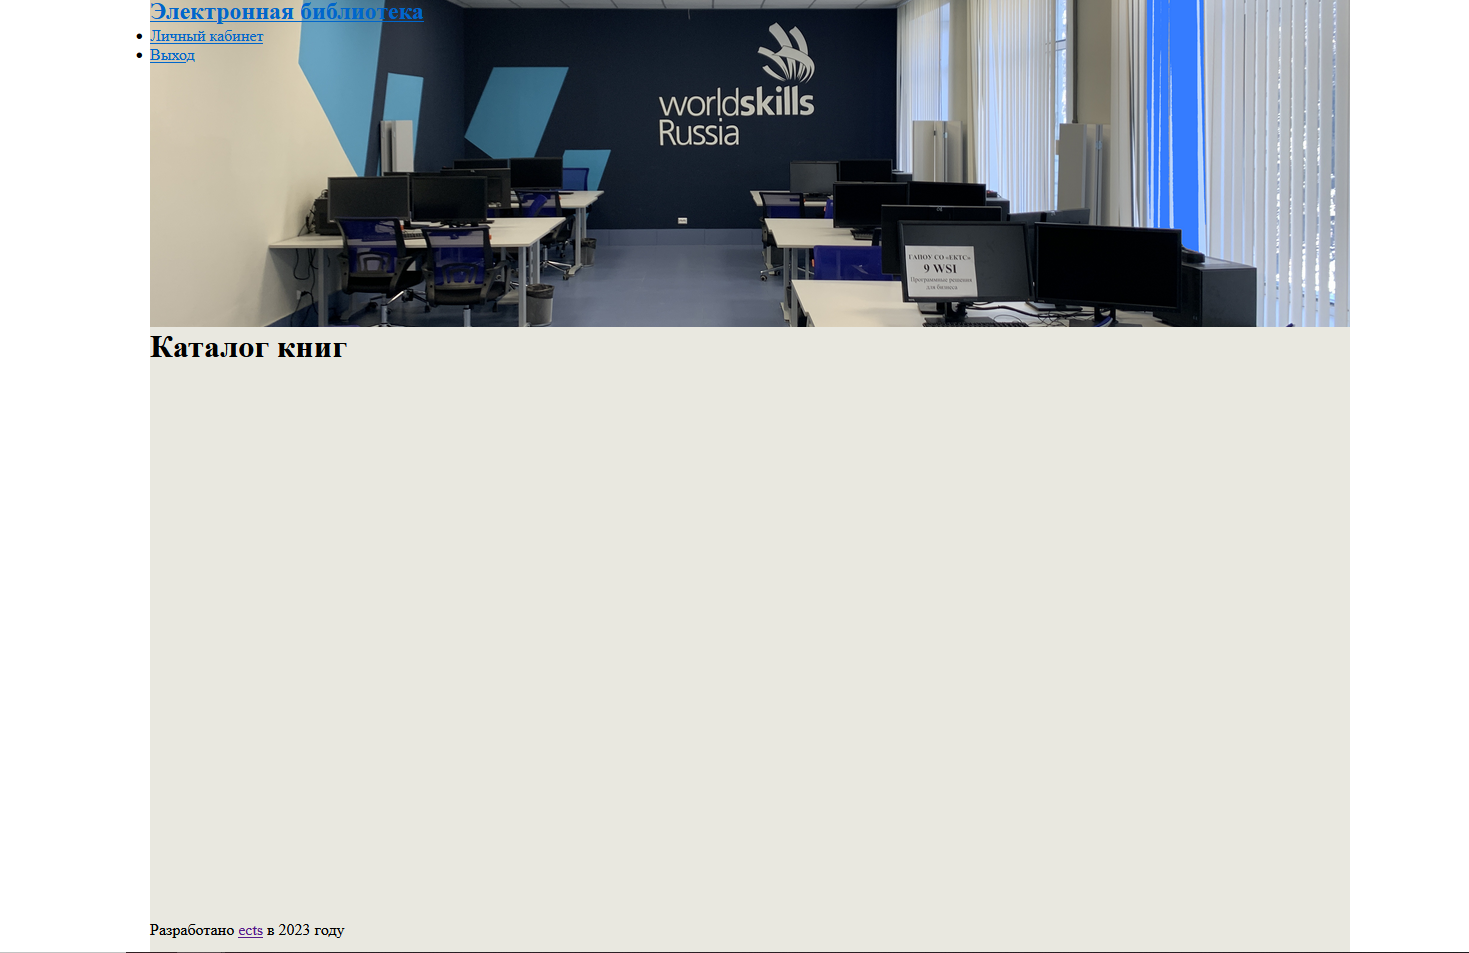 Электронная библиотека
Личный кабинет
Выход
worldskills
Russia
ГАПОУ СО «ЕКТС»
9 WSI
Программные решения
для бизнеса
Каталог книг
Разработано ects в 2023 году